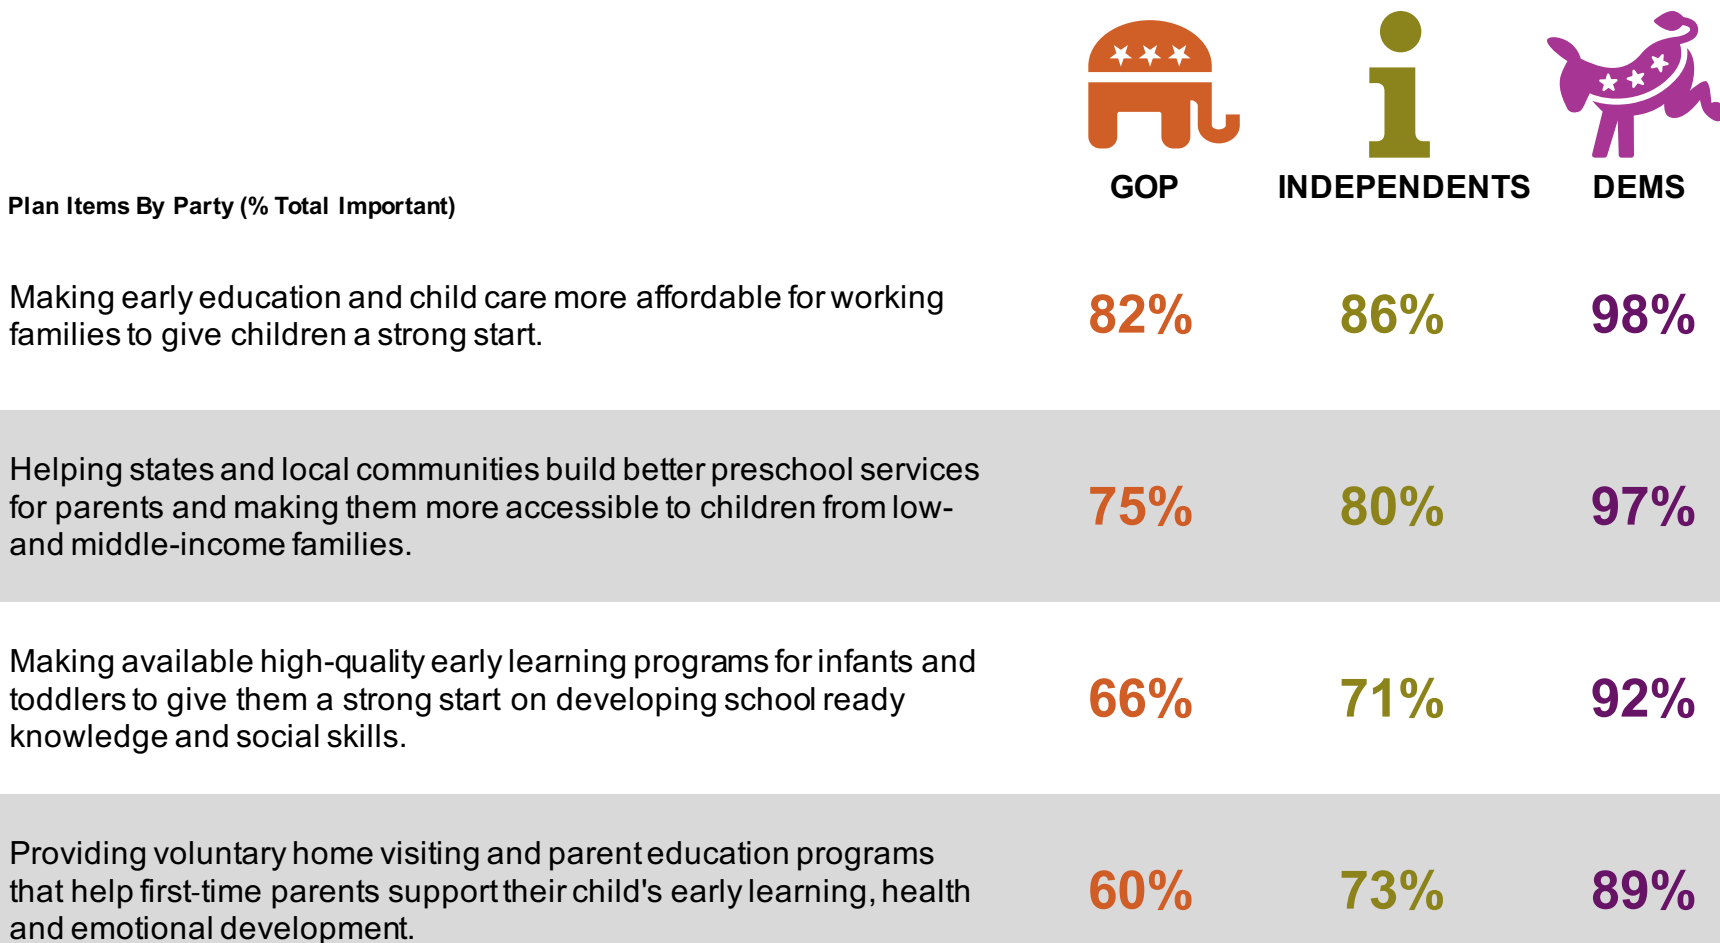 GOP INDEPENDENTS DEMS
Plan Items By Party (% Total Important)
Making early education and child care more affordable for working
families to give children a strong start.
82% 86% 98%
Helping states and local communities build better preschool services
for parents and making them more accessible to children from low-
and middle-income families.
75% 80% 97%
Making available high-quality early learning programs for infants and
toddlers to give them a strong start on developing school ready
knowledge and social skills.
66% 71% 92%
Providing voluntary home visiting and parent education programs
that help first-time parents support their child's early learning, health
and emotional development.
60% 73% 89%